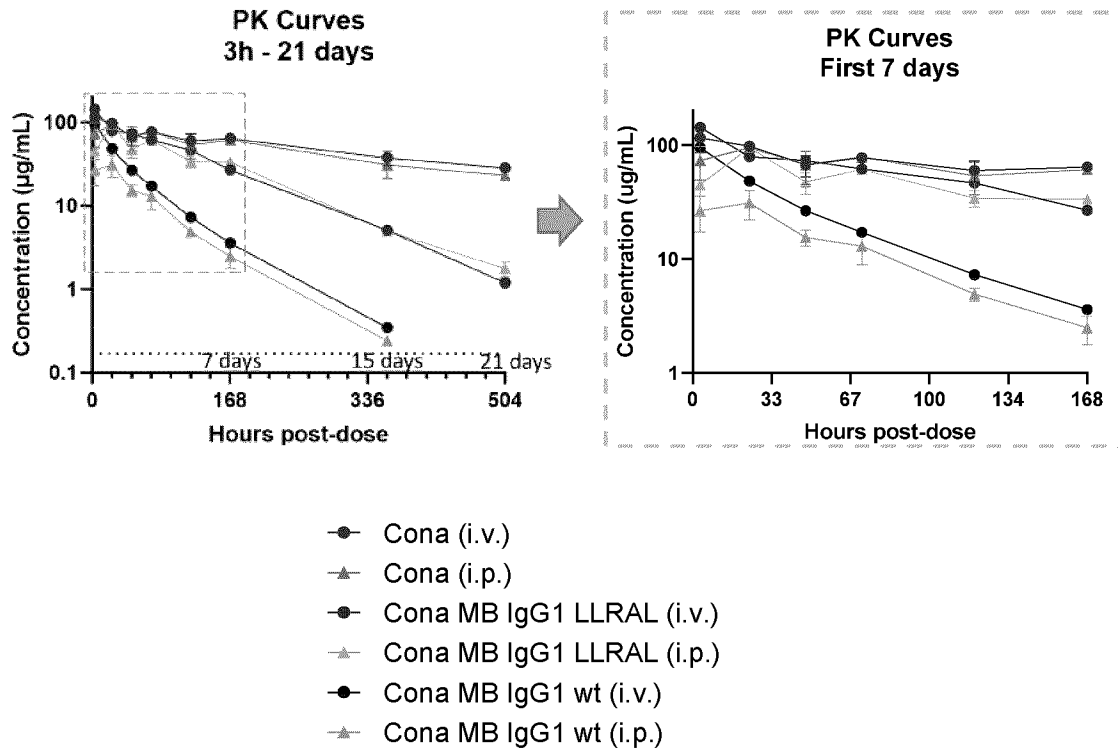 PK Curves
3h - 21 days
Concentration (µg/mL)
100
10
1
0.1
7 days
15 days
21 days
0
168
336
504
Hours post-dose
PK Curves
First 7 days
Concentration (ug/mL)
100
10
1
0
33
67
100
134
168
Hours post-dose
Cona (i.v.)
Cona (i.p.)
Cona MB IgG1 LLRAL (i.v.)
Cona MB IgG1 LLRAL (i.p.)
Cona MB IgG1 wt (i.v.)
Cona MB IgG1 wt (i.p.)